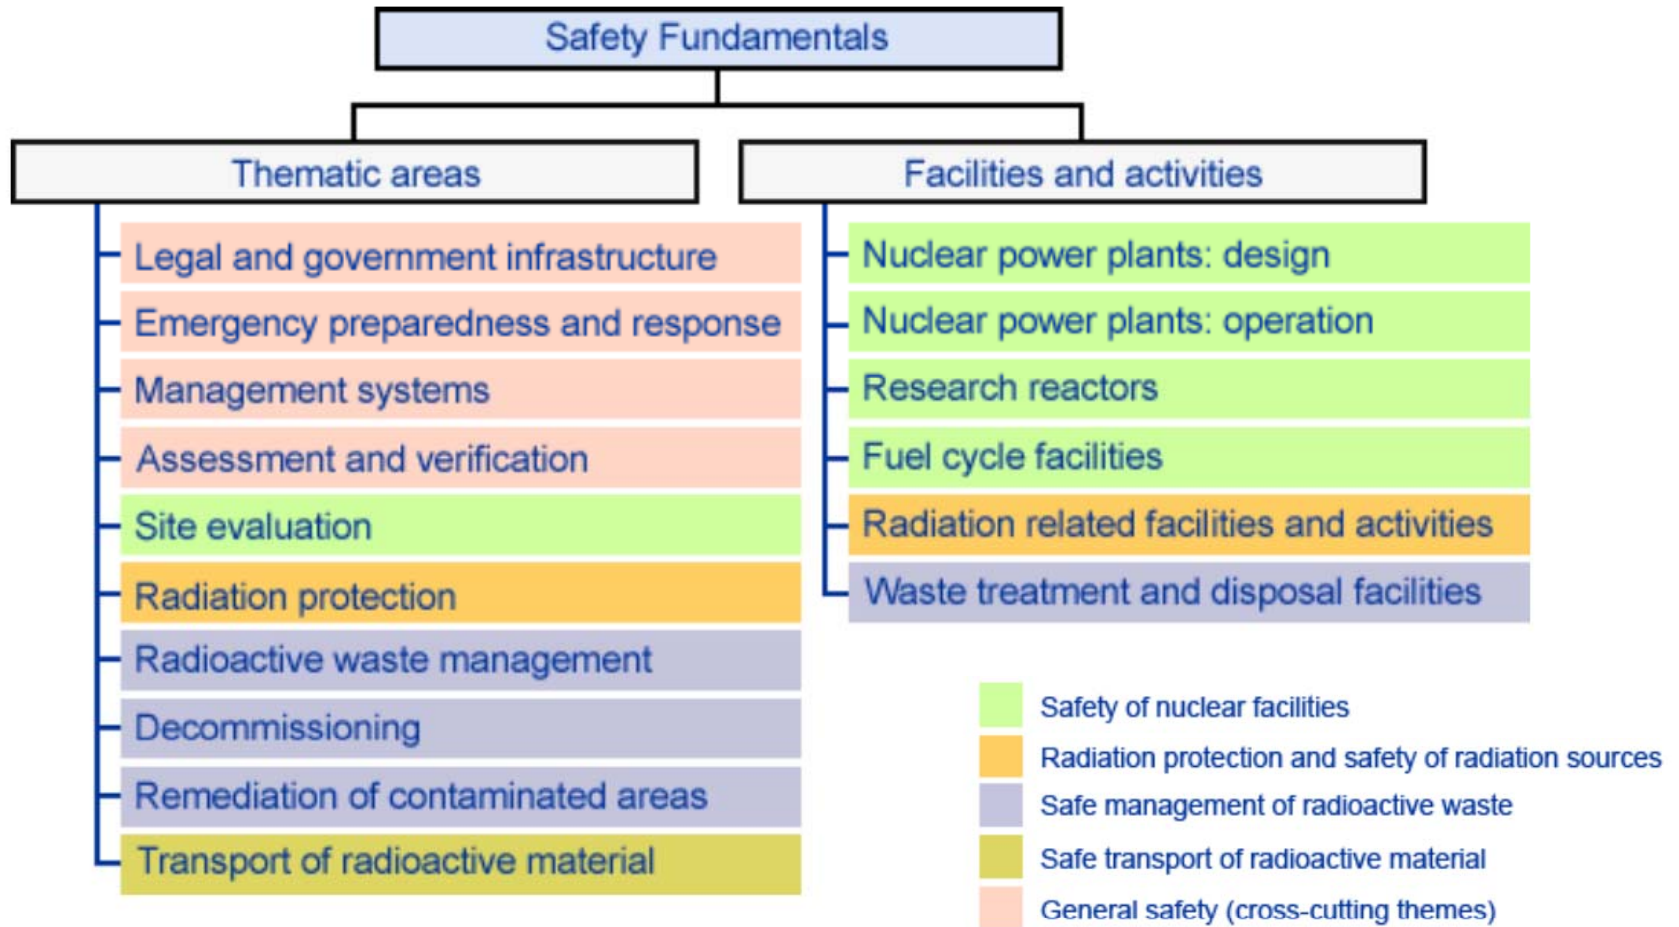 Safety Fundamentals
Thematic areas
Legal and government infrastructure
Emergency preparedness and response
Management systems
Assessment and verification
Site evaluation
Radiation protection
Radioactive waste management
Decommissioning
Remediation of contaminated areas
Transport of radioactive material
Facilities and activities
Nuclear power plants: design
Nuclear power plants: operation
Research reactors
Fuel cycle facilities
Radiation related facilities and activities
Waste treatment and disposal facilities
Safety of nuclear facilities
Radiation protection and safety of radiation sources
Safe management of radioactive waste
Safe transport of radioactive material
General safety (cross-cutting themes)